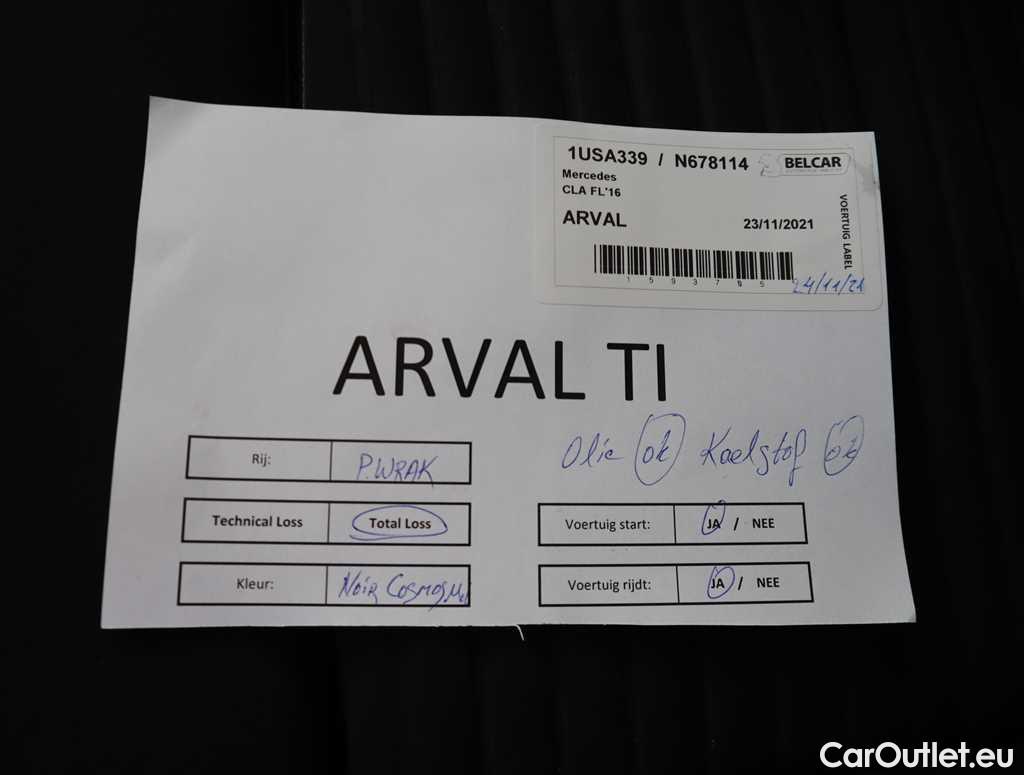 1USA339 / N678114 BELCAR
Mercedes
CLA FL'16
ARVAL 23/11/2021
VOERTUIG LABEL
24/11/21
ARVAL TI
Olie ok Koelstof ok
Rij: P.WRAK
Technical Loss Total Loss
Voertuig start: JA / NEE
Kleur: Noir Cosmos
Voertuig rijdt: JA / NEE
CarOutlet.eu